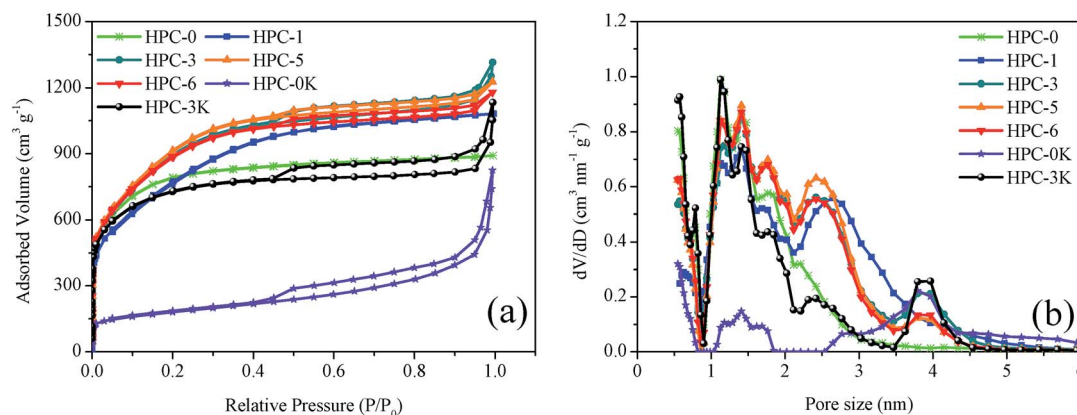 (a)
1500
1200
900
600
300
0
Adsorbed Volume (cm³ g⁻¹)
HPC-0 HPC-1
HPC-3 HPC-5
HPC-6 HPC-0K
HPC-3K
0.0 0.2 0.4 0.6 0.8 1.0
Relative Pressure (P/P₀)
(b)
1.2
1.0
0.8
0.6
0.4
0.2
0.0
dV/dD (cm³ nm⁻¹ g⁻¹)
HPC-0
HPC-1
HPC-3
HPC-5
HPC-6
HPC-0K
HPC-3K
0 1 2 3 4 5 6
Pore size (nm)